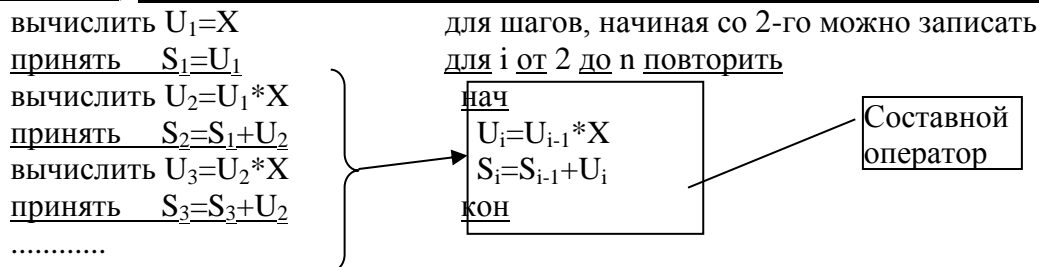 вычислить U₁=X
принять S₁=U₁
вычислить U₂=U₁*X
принять S₂=S₁+U₂
вычислить U₃=U₂*X
принять S₃=S₃+U₂
............
для шагов, начиная со 2-го можно записать
для i от 2 до n повторить
нач
Uᵢ=Uᵢ₋₁*X
Sᵢ=Sᵢ₋₁+Uᵢ
кон
Составной
оператор